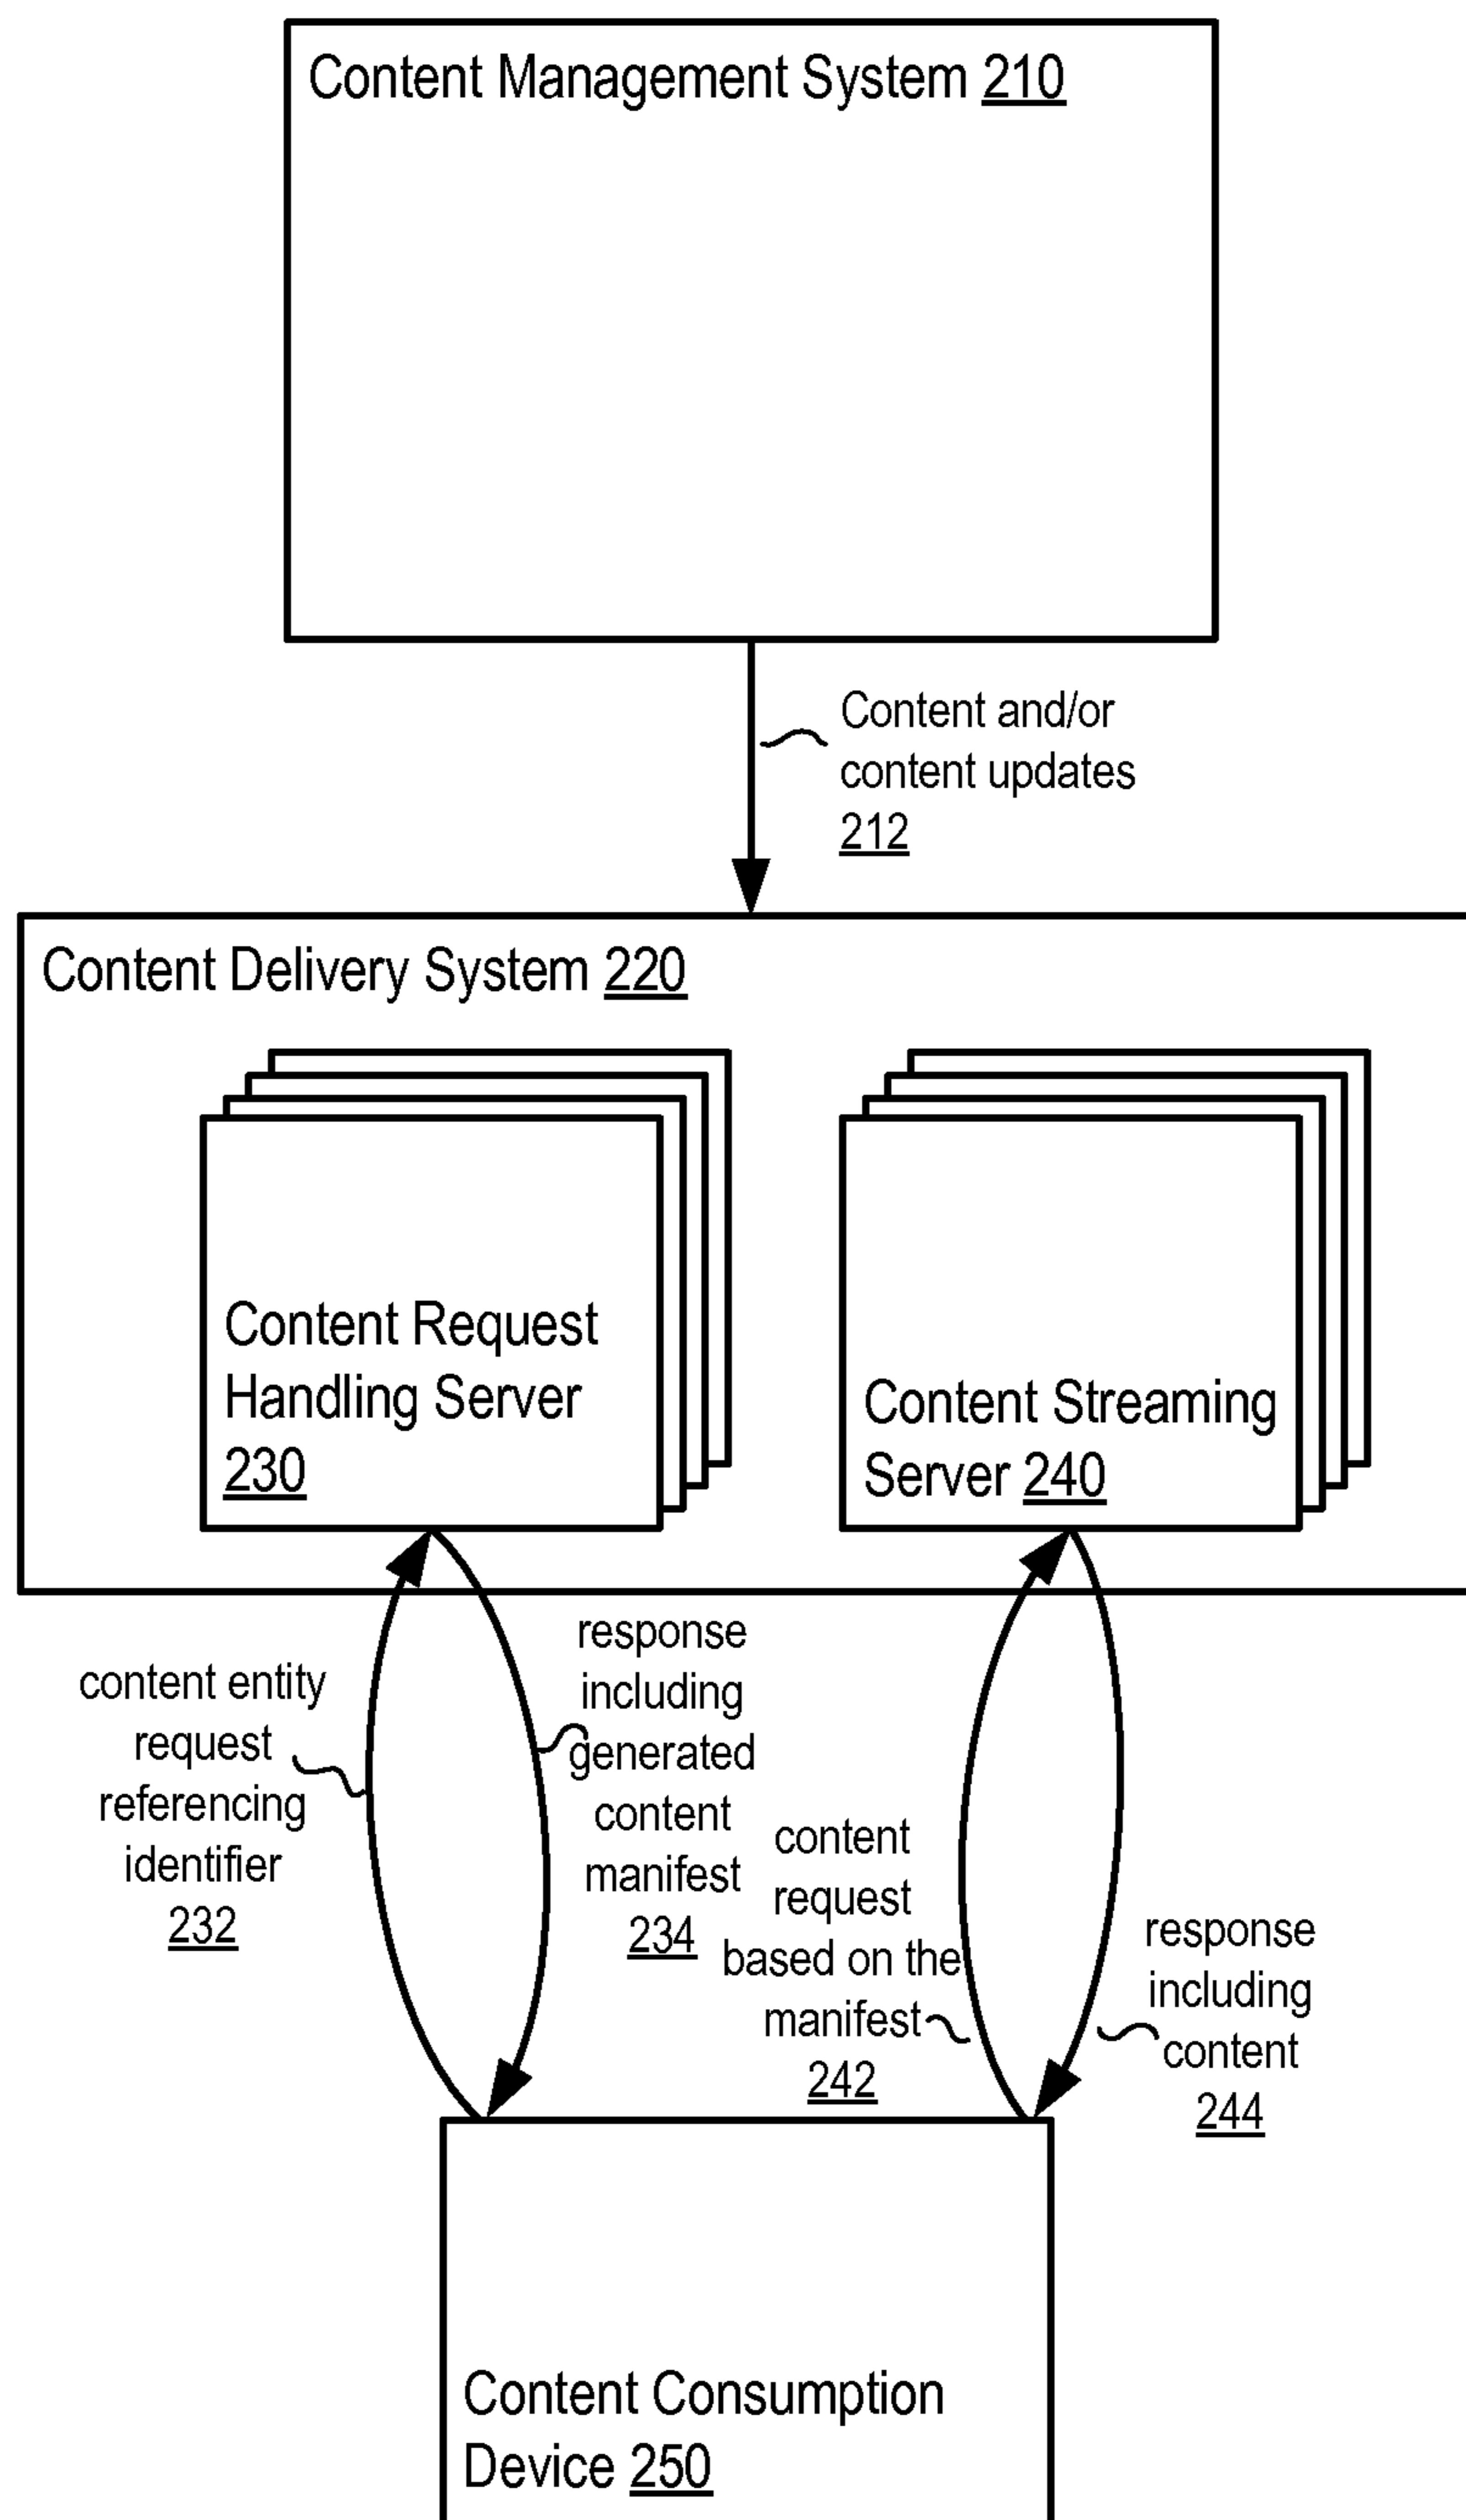 Content Management System 210
Content and/or
content updates
212
Content Delivery System 220
Content Request
Handling Server
230
Content Streaming
Server 240
content entity
request
referencing
identifier
232
response
including
generated
content
manifest
234
content
request
based on the
manifest
242
response
including
content
244
Content Consumption
Device 250